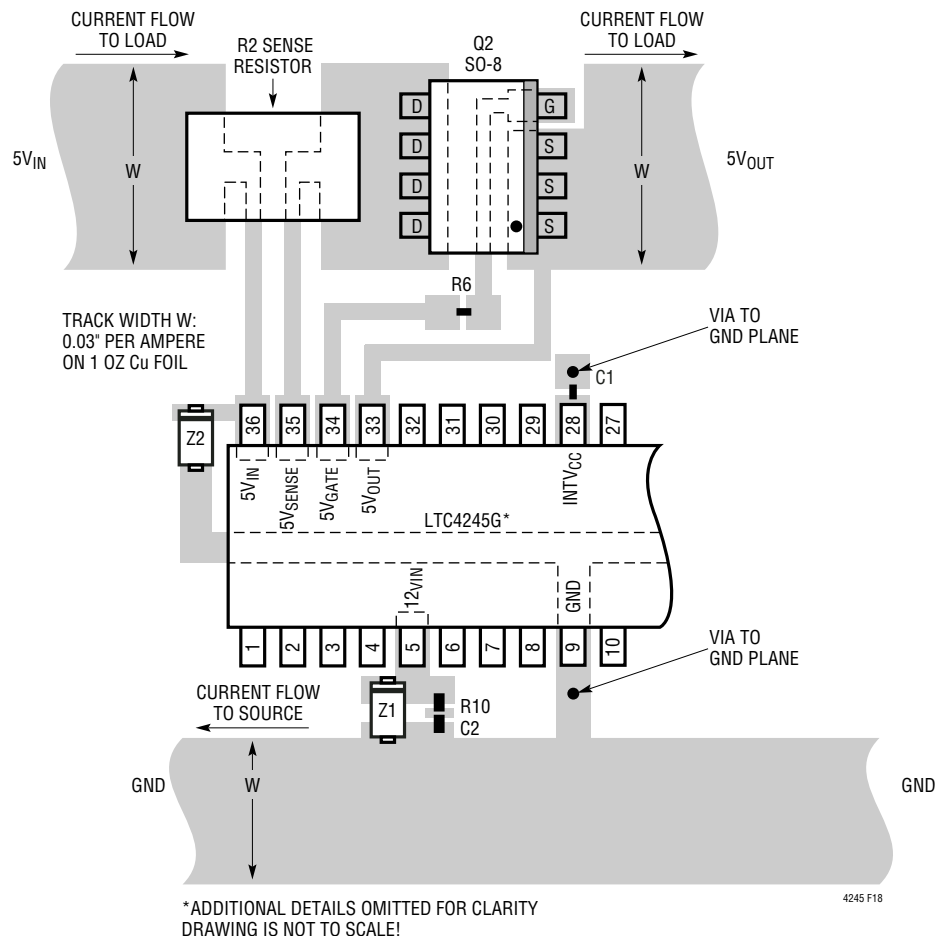 CURRENT FLOW
TO LOAD
R2 SENSE
RESISTOR
Q2
SO-8
CURRENT FLOW
TO LOAD
5VIN
W
D
D
D
D
G
S
S
S
W
5VOUT
R6
TRACK WIDTH W:
0.03" PER AMPERE
ON 1 OZ Cu FOIL
VIA TO
GND PLANE
C1
Z2
36
35
34
33
32
31
30
29
28
27
5VIN
5VSENSE
5VGATE
5VOUT
INTVCC
LTC4245G*
12VIN
GND
1
2
3
4
5
6
7
8
9
10
VIA TO
GND PLANE
CURRENT FLOW
TO SOURCE
Z1
R10
C2
GND
W
GND
*ADDITIONAL DETAILS OMITTED FOR CLARITY
DRAWING IS NOT TO SCALE!
4245 F18